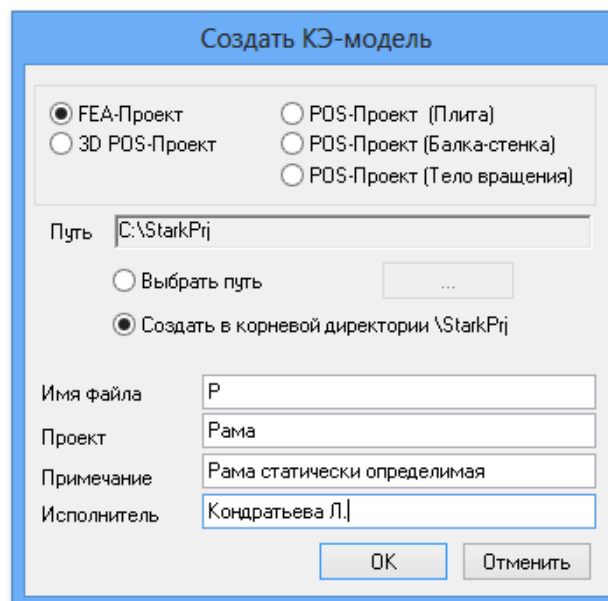 Создать КЭ-модель
FEA-Проект POS-Проект (Плита)
3D POS-Проект POS-Проект (Балка-стенка)
POS-Проект (Тело вращения)
Путь C:\StarkPrj
Выбрать путь ...
Создать в корневой директории \StarkPrj
Имя файла P
Проект Рама
Примечание Рама статически определимая
Исполнитель Кондратьева Л.
OK Отменить